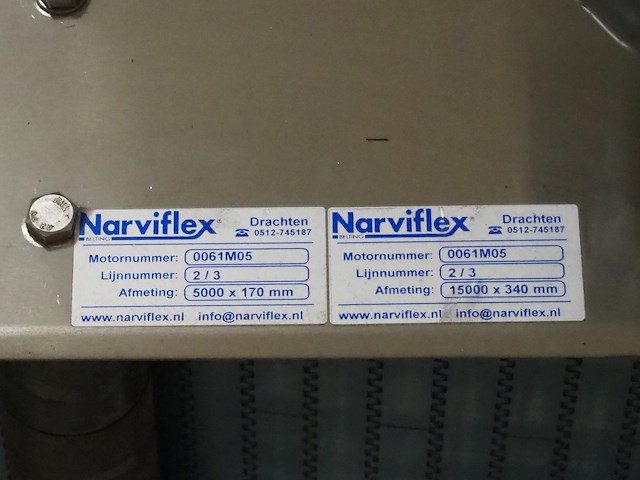 Narviflex®
BELTING
Drachten
☎ 0512-745187
Motornummer: 0061M05
Lijnnummer: 2 / 3
Afmeting: 5000 x 170 mm
www.narviflex.nl info@narviflex.nl
Narviflex®
BELTING
Drachten
☎ 0512-745187
Motornummer: 0061M05
Lijnnummer: 2 / 3
Afmeting: 15000 x 340 mm
www.narviflex.nl info@narviflex.nl